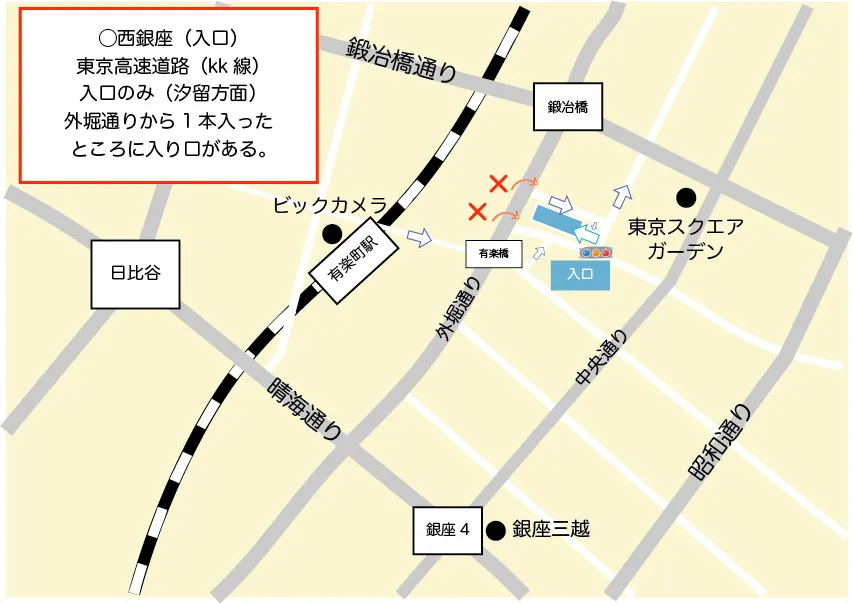 ◯西銀座（入口）
東京高速道路（kk 線）
入口のみ（汐留方面）
外堀通りから 1 本入った
ところに入り口がある。
鍛冶橋通り
鍛冶橋
ビックカメラ
東京スクエア
ガーデン
有楽町駅
有楽橋
日比谷
入口
外堀通り
中央通り
晴海通り
昭和通り
銀座 4
銀座三越